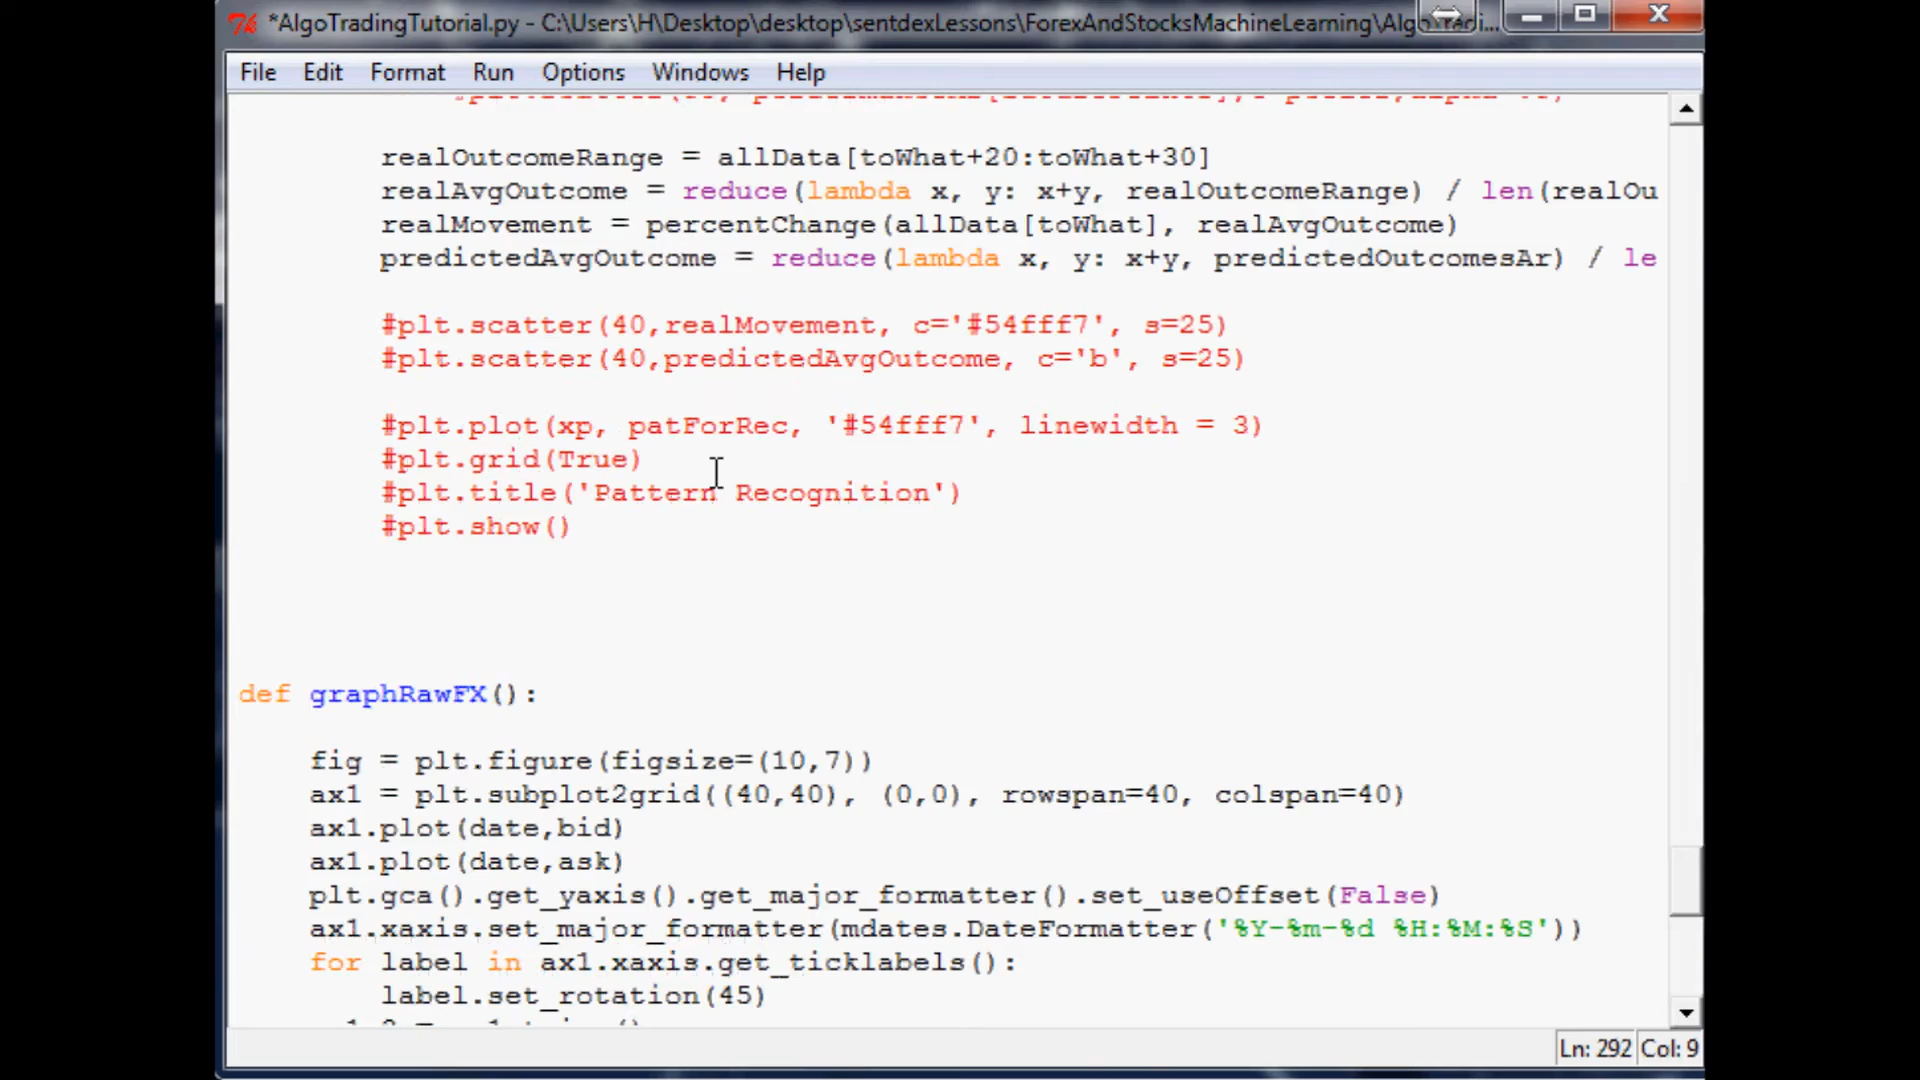 *AlgoTradingTutorial.py - C:\Users\H\Desktop\desktop\sentdexLessons\ForexAndStocksMachineLearning\AlgoTradi...
File Edit Format Run Options Windows Help
realOutcomeRange = allData[toWhat+20:toWhat+30]
realAvgOutcome = reduce(lambda x, y: x+y, realOutcomeRange) / len(realOu
realMovement = percentChange(allData[toWhat], realAvgOutcome)
predictedAvgOutcome = reduce(lambda x, y: x+y, predictedOutcomesAr) / le
#plt.scatter(40,realMovement, c='#54fff7', s=25)
#plt.scatter(40,predictedAvgOutcome, c='b', s=25)
#plt.plot(xp, patForRec, '#54fff7', linewidth = 3)
#plt.grid(True)
#plt.title('Pattern Recognition')
#plt.show()
def graphRawFX():
fig = plt.figure(figsize=(10,7))
ax1 = plt.subplot2grid((40,40), (0,0), rowspan=40, colspan=40)
ax1.plot(date,bid)
ax1.plot(date,ask)
plt.gca().get_yaxis().get_major_formatter().set_useOffset(False)
ax1.xaxis.set_major_formatter(mdates.DateFormatter('%Y-%m-%d %H:%M:%S'))
for label in ax1.xaxis.get_ticklabels():
label.set_rotation(45)
Ln: 292 Col: 9